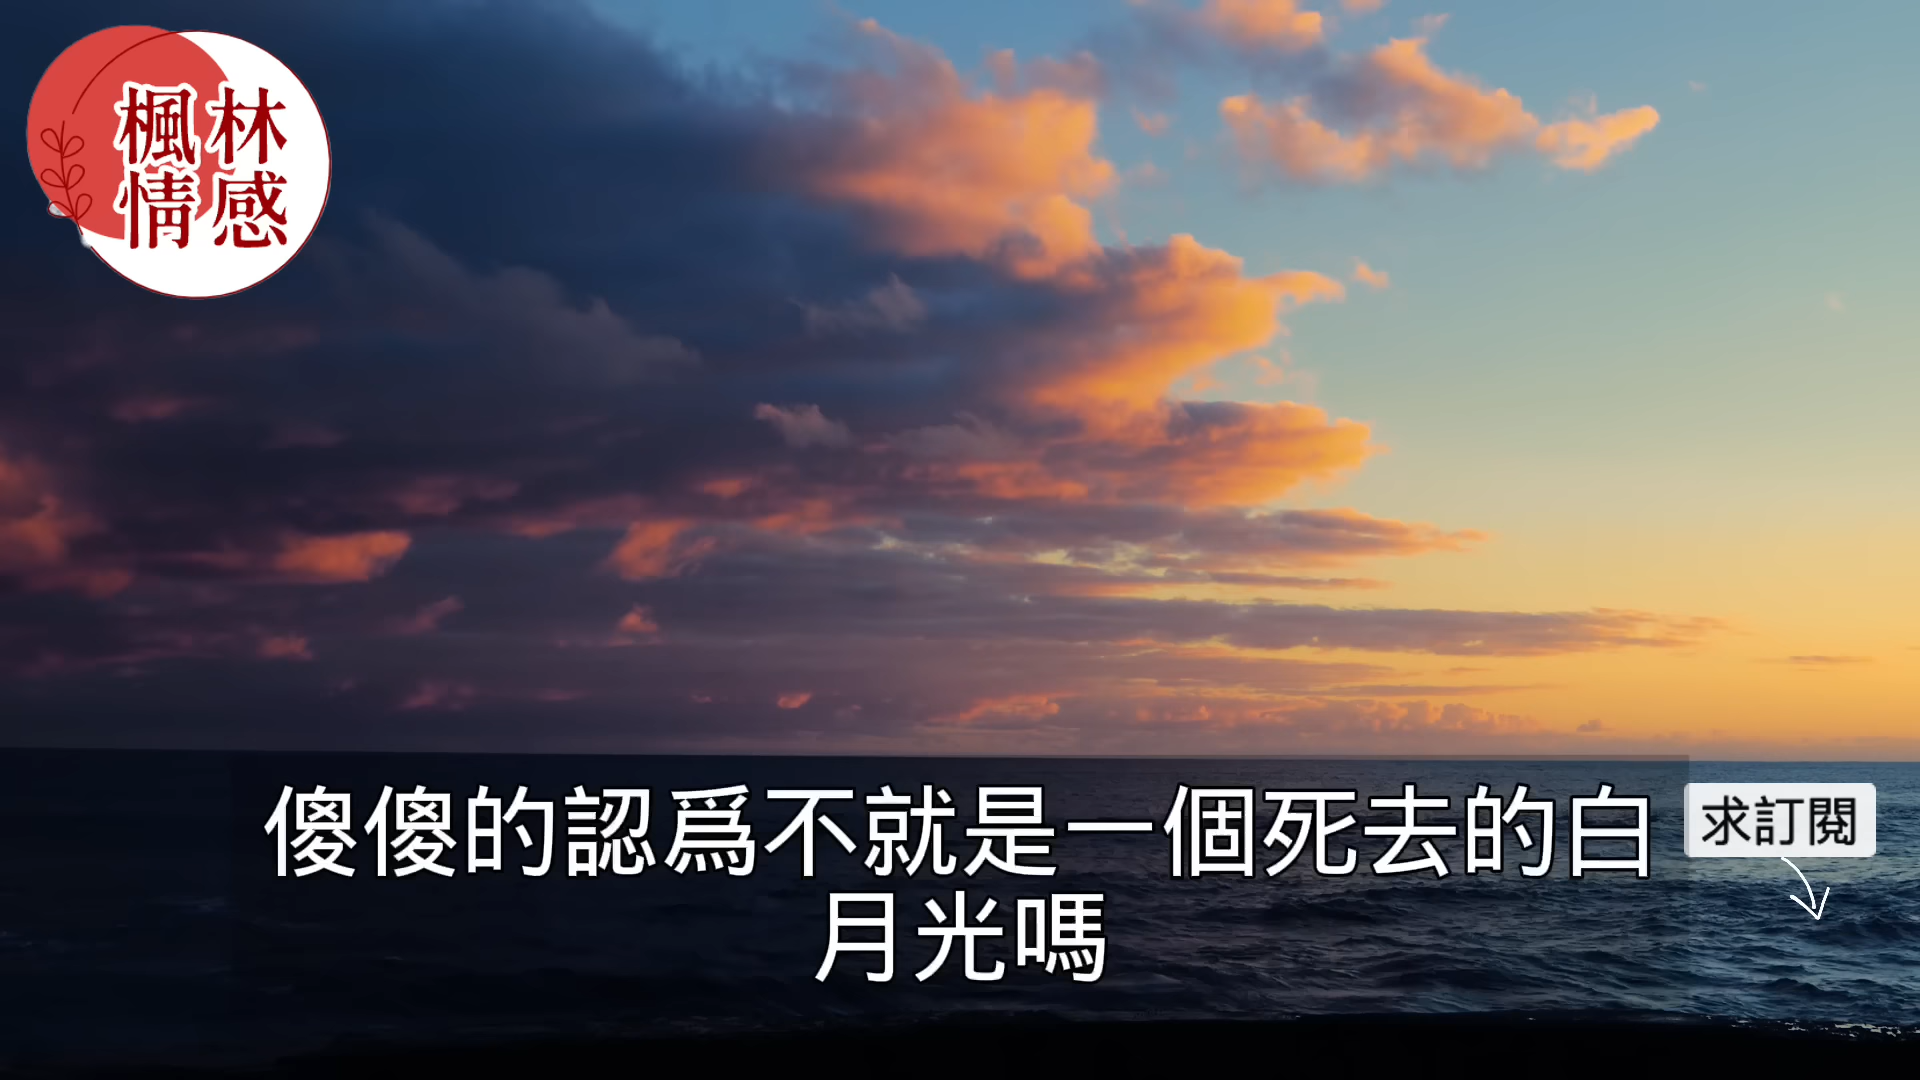 楓林
情感
傻傻的認爲不就是一個死去的白
月光嗎
求訂閱